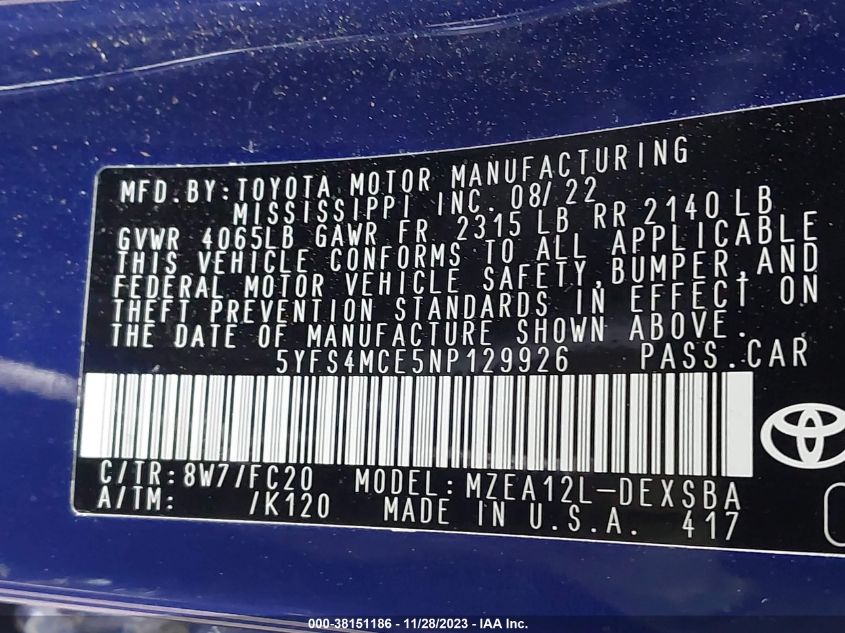 MFD.BY:TOYOTA MOTOR MANUFACTURING
MISSISSIPPI INC. 08/22
GVWR 4065LB GAWR FR 2315 LB RR 2140 LB
THIS VEHICLE CONFORMS TO ALL APPLICABLE
FEDERAL MOTOR VEHICLE SAFETY,BUMPER,AND
THEFT PREVENTION STANDARDS IN EFFECT ON
THE DATE OF MANUFACTURE SHOWN ABOVE.
5YFS4MCE5NP129926 PASS.CAR
C/TR:8W7/FC20 MODEL:MZEA12L-DEXSBA
A/TM: /K120 MADE IN U.S.A. 417
000-38151186 - 11/28/2023 - IAA Inc.